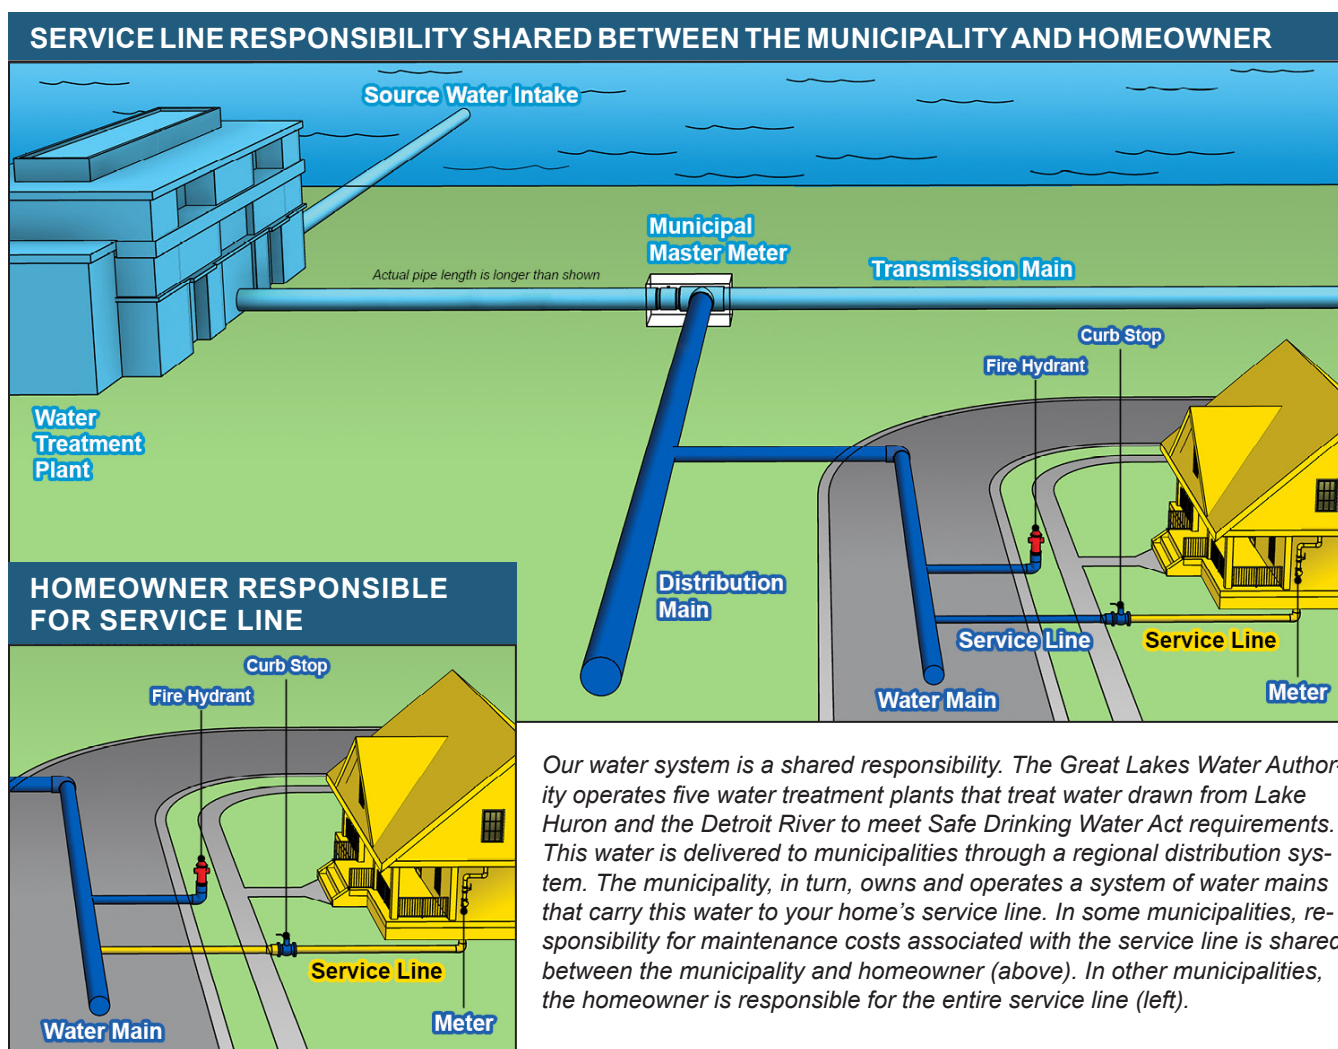 SERVICE LINE RESPONSIBILITY SHARED BETWEEN THE MUNICIPALITY AND HOMEOWNER
Source Water Intake
Municipal
Master Meter
Transmission Main
Actual pipe length is longer than shown
Curb Stop
Fire Hydrant
Water
Treatment
Plant
Distribution
Main
Service Line
Service Line
Water Main
Meter
HOMEOWNER RESPONSIBLE
FOR SERVICE LINE
Curb Stop
Fire Hydrant
Service Line
Water Main
Meter
Our water system is a shared responsibility. The Great Lakes Water Author-
ity operates five water treatment plants that treat water drawn from Lake
Huron and the Detroit River to meet Safe Drinking Water Act requirements.
This water is delivered to municipalities through a regional distribution sys-
tem. The municipality, in turn, owns and operates a system of water mains
that carry this water to your home's service line. In some municipalities, re-
sponsibility for maintenance costs associated with the service line is shared
between the municipality and homeowner (above). In other municipalities,
the homeowner is responsible for the entire service line (left).